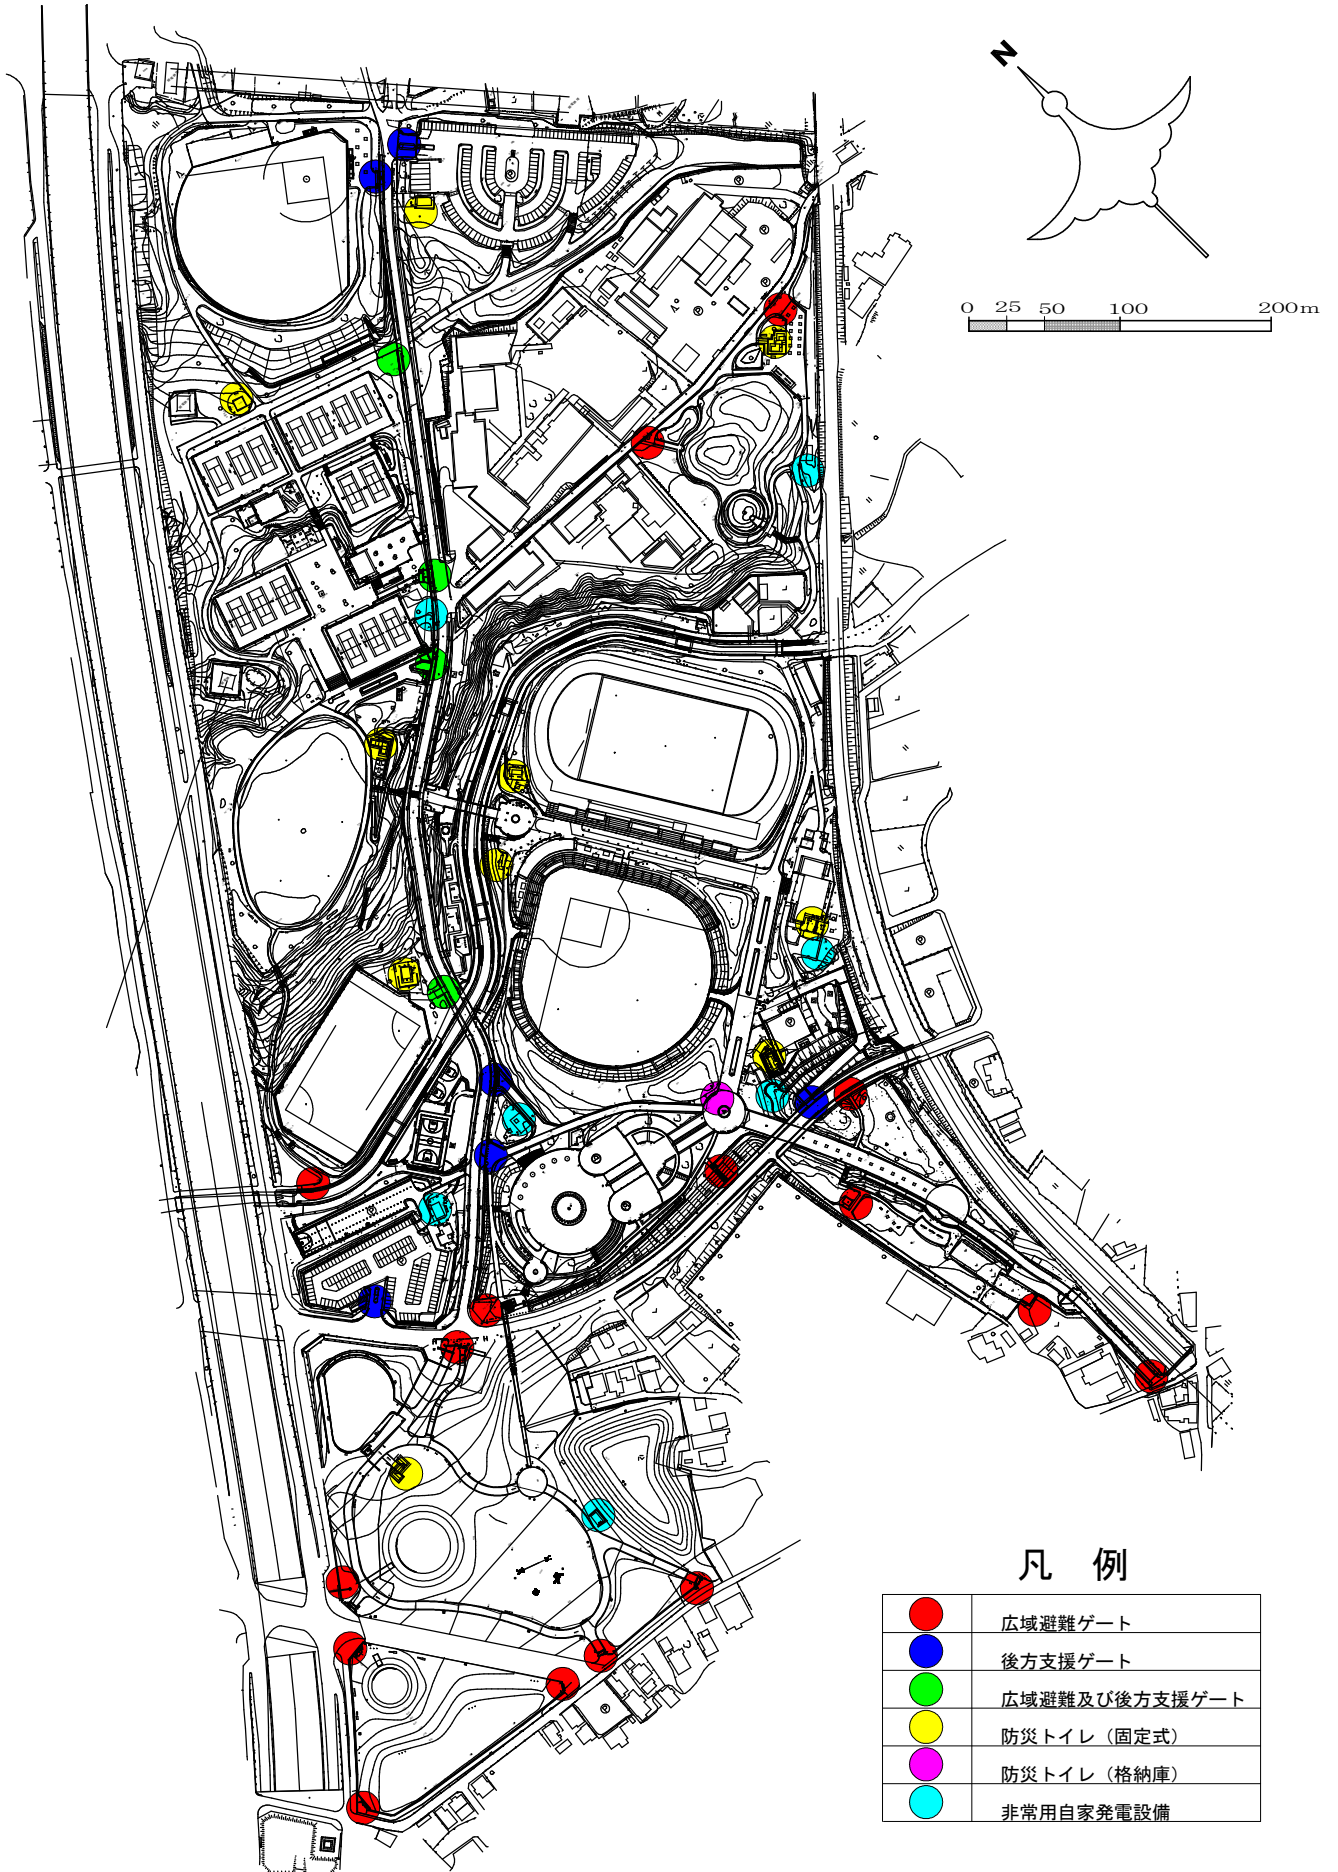 N
0 25 50 100 200m
凡 例
広域避難ゲート
後方支援ゲート
広域避難及び後方支援ゲート
防災トイレ（固定式）
防災トイレ（格納庫）
非常用自家発電設備